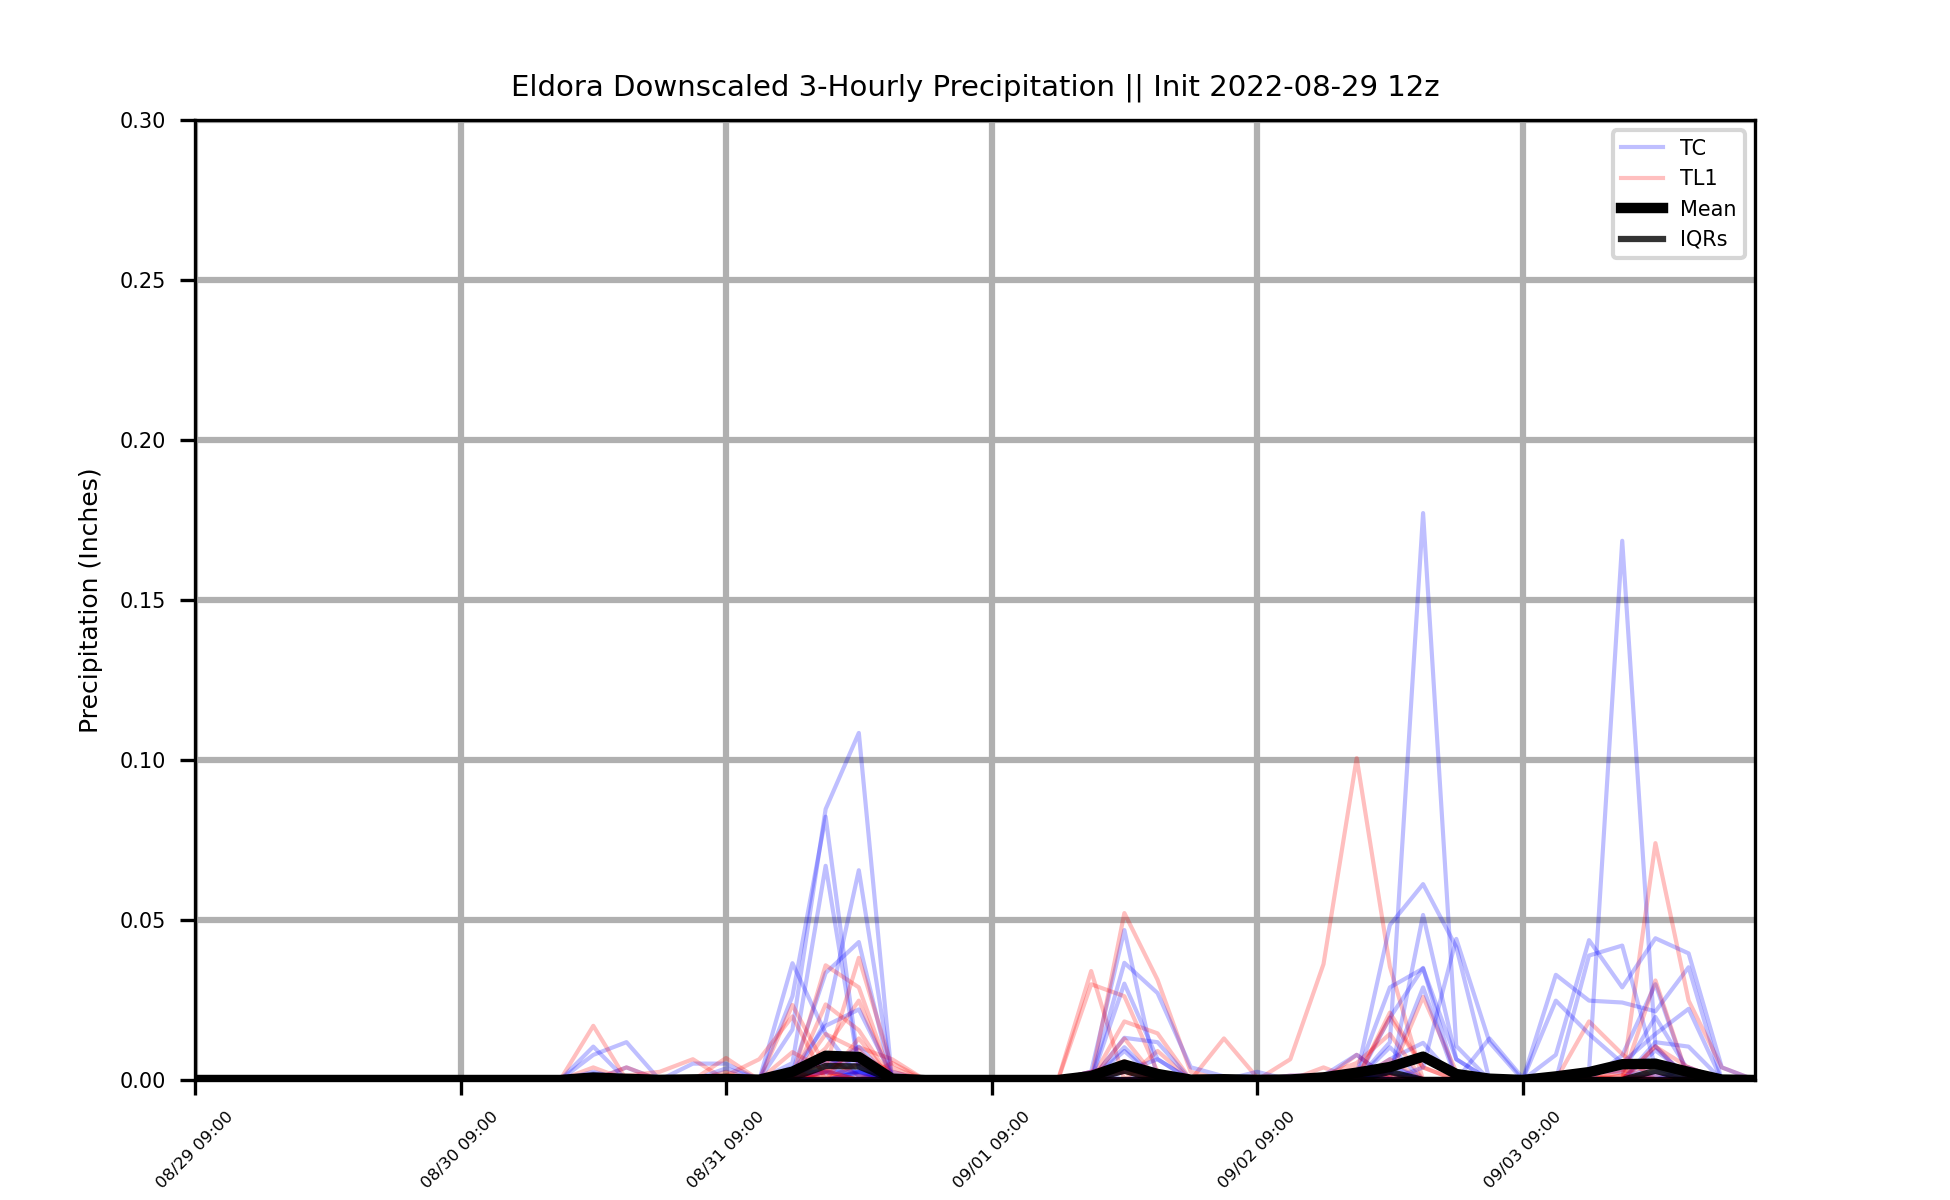 Eldora Downscaled 3-Hourly Precipitation || Init 2022-08-29 12z
Precipitation (Inches)
0.30
0.25
0.20
0.15
0.10
0.05
0.00
TC
TL1
Mean
IQRs
08/29 09:00
08/30 09:00
08/31 09:00
09/01 09:00
09/02 09:00
09/03 09:00